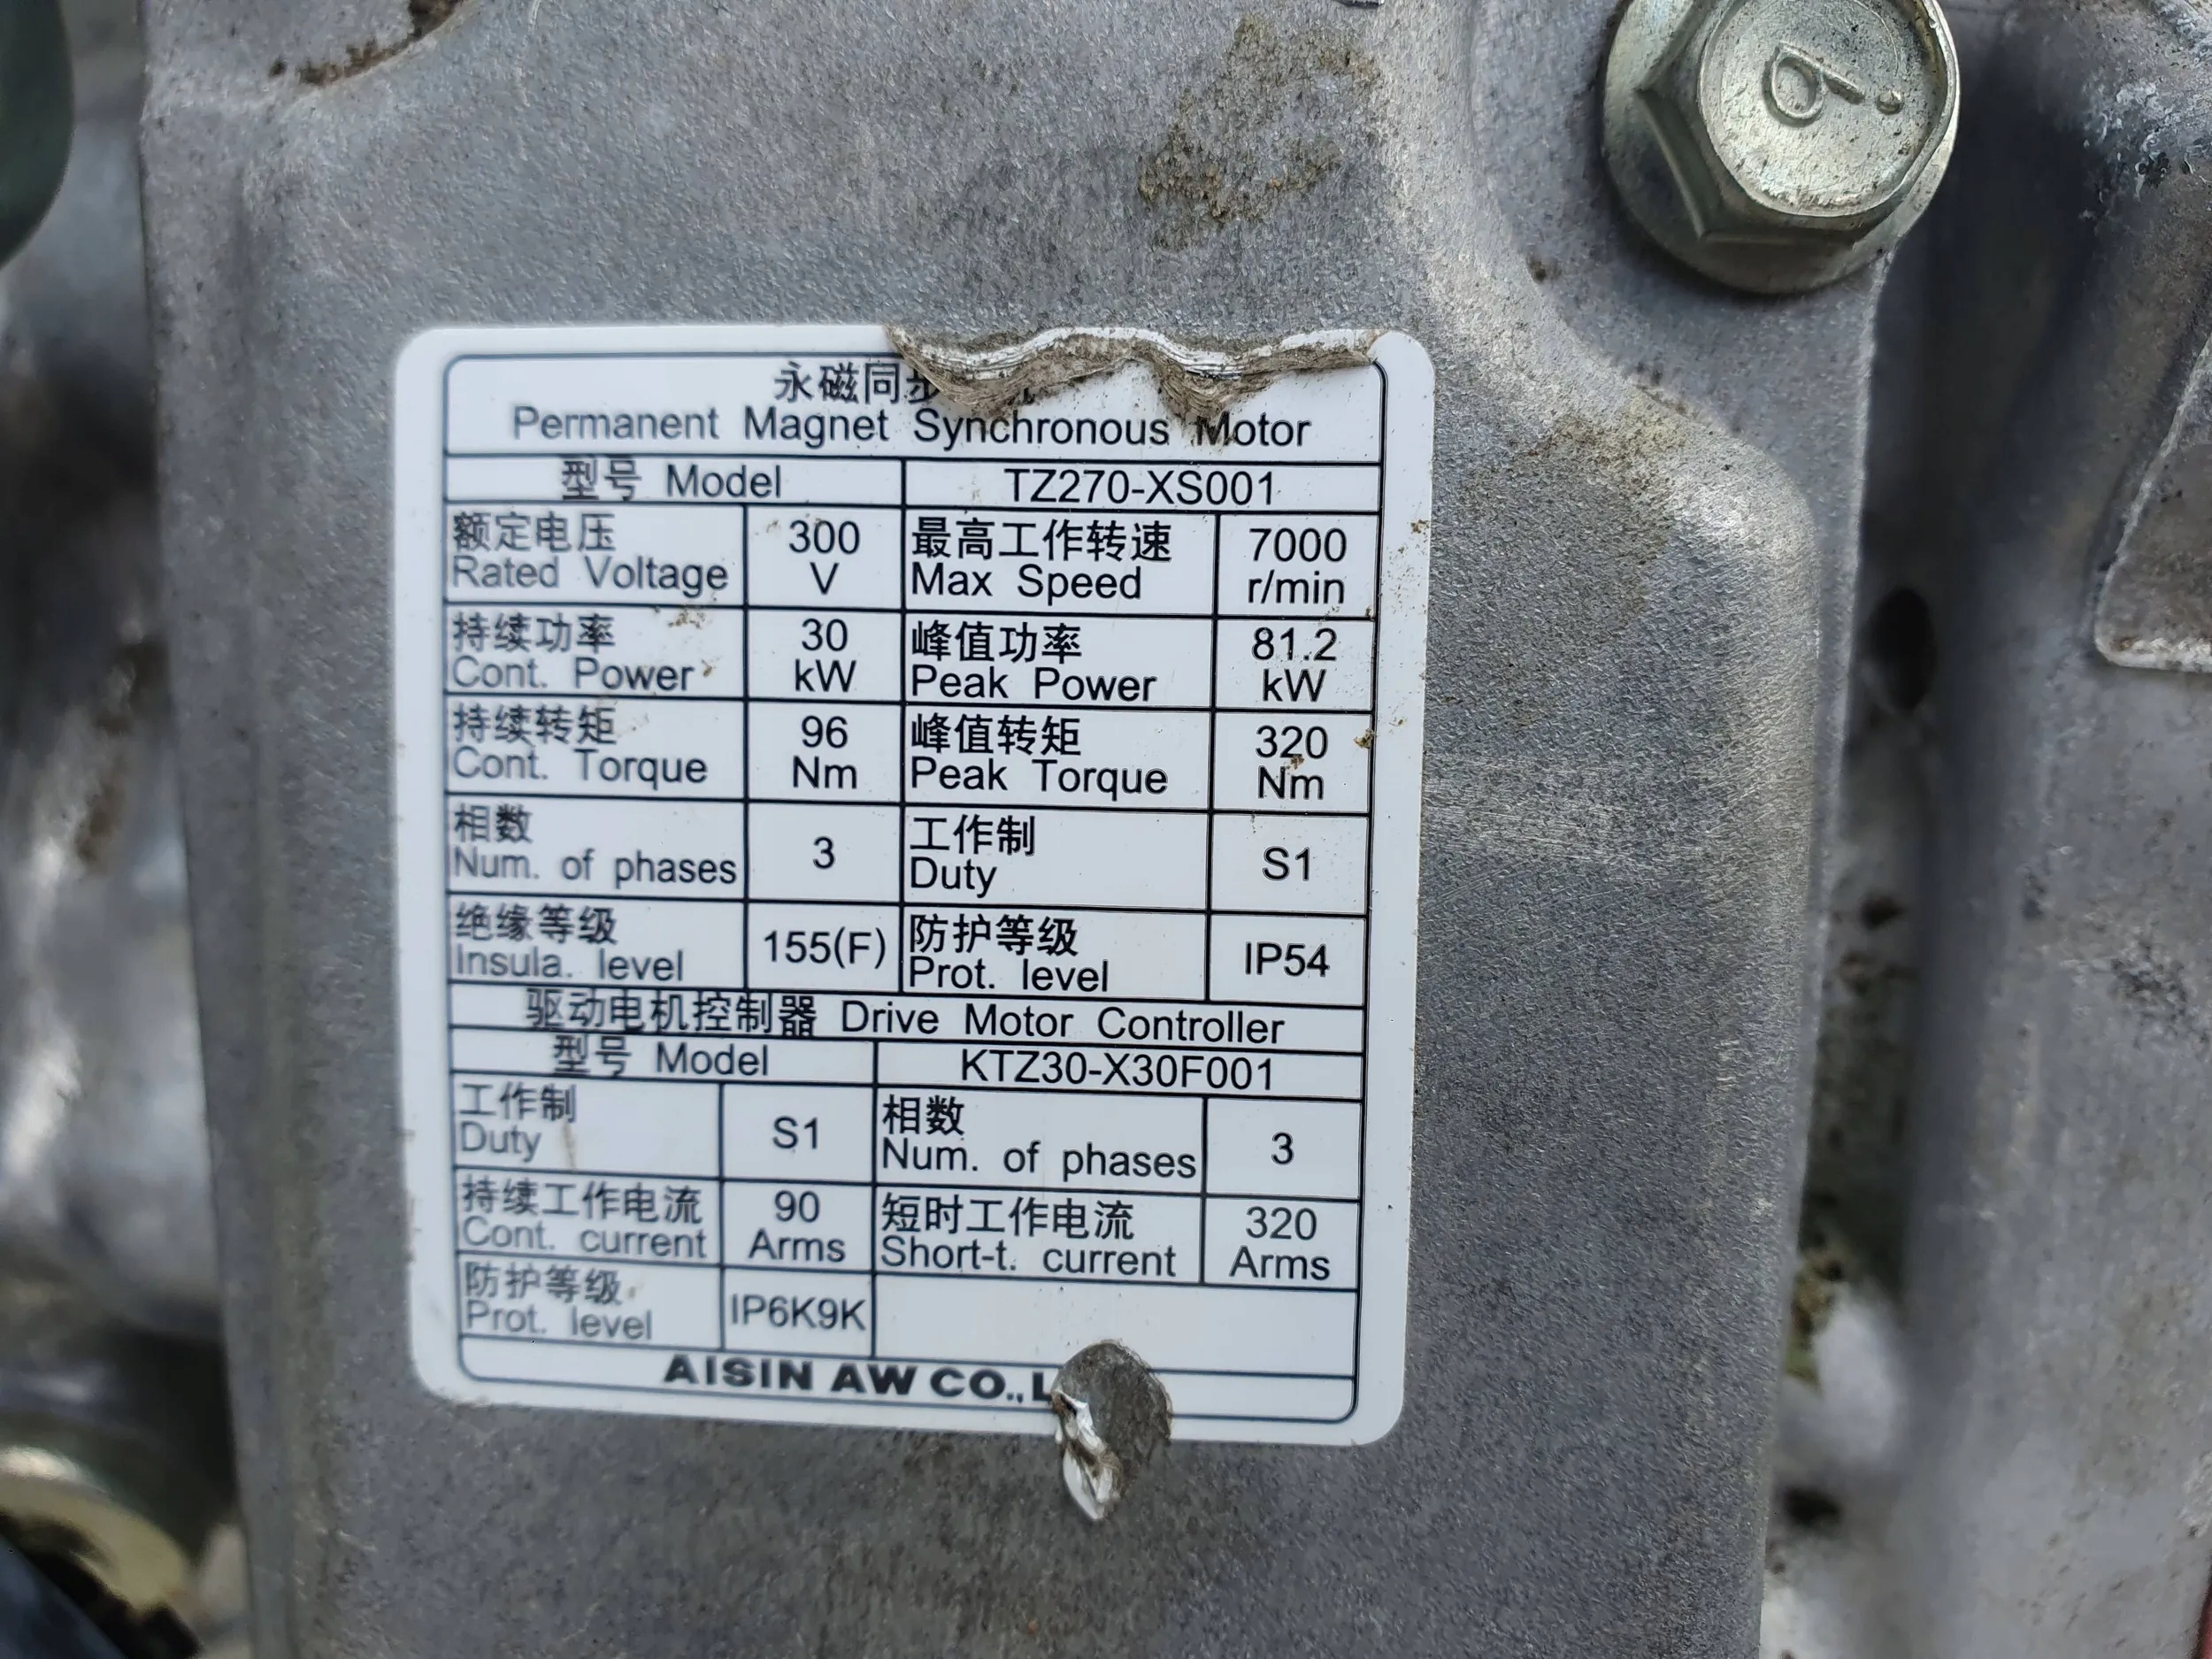 永磁同步
Permanent Magnet Synchronous Motor
型号 Model TZ270-XS001
额定电压 300 最高工作转速 7000
Rated Voltage V Max Speed r/min
持续功率 30 峰值功率 81.2
Cont. Power kW Peak Power kW
持续转矩 96 峰值转矩 320
Cont. Torque Nm Peak Torque Nm
相数 3 工作制 S1
Num. of phases Duty
绝缘等级 155(F) 防护等级 IP54
Insula. level Prot. level
驱动电机控制器 Drive Motor Controller
型号 Model KTZ30-X30F001
工作制 S1 相数 3
Duty Num. of phases
持续工作电流 90 短时工作电流 320
Cont. current Arms Short-t. current Arms
防护等级 IP6K9K
Prot. level
AISIN AW CO.,L